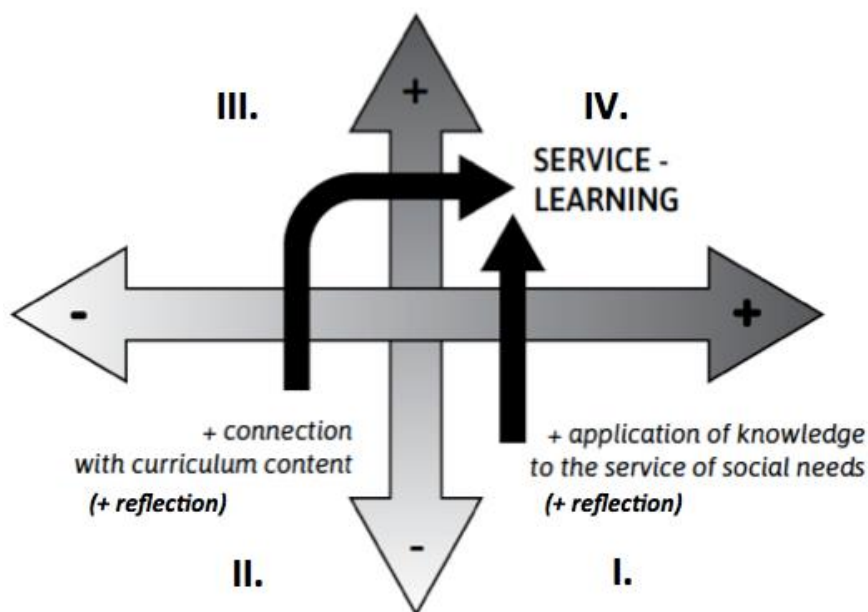 III.
IV.
+
SERVICE -
LEARNING
-
+
+ connection
with curriculum content
(+ reflection)
+ application of knowledge
to the service of social needs
(+ reflection)
-
II.
I.